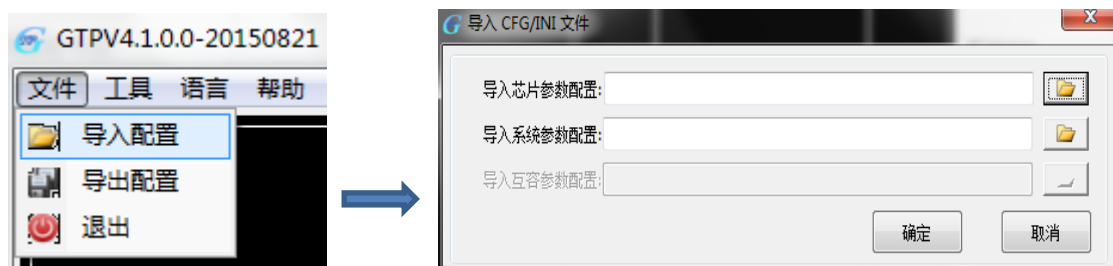 GTPV4.1.0.0-20150821
文件 工具 语言 帮助
导入配置
导出配置
退出
导入 CFG/INI 文件
导入芯片参数配置:
导入系统参数配置:
导入互容参数配置:
确定 取消